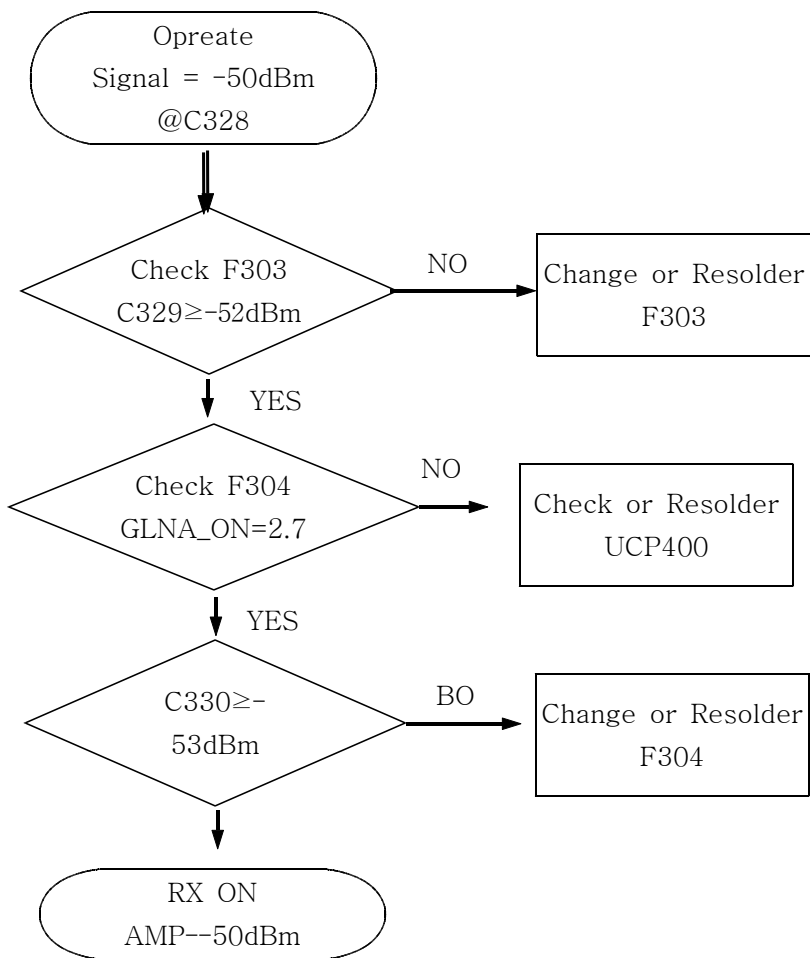 Opreate
Signal = -50dBm
@C328
Check F303
C329≥-52dBm
NO
Change or Resolder
F303
YES
Check F304
GLNA_ON=2.7
NO
Check or Resolder
UCP400
YES
C330≥-
53dBm
BO
Change or Resolder
F304
RX ON
AMP--50dBm